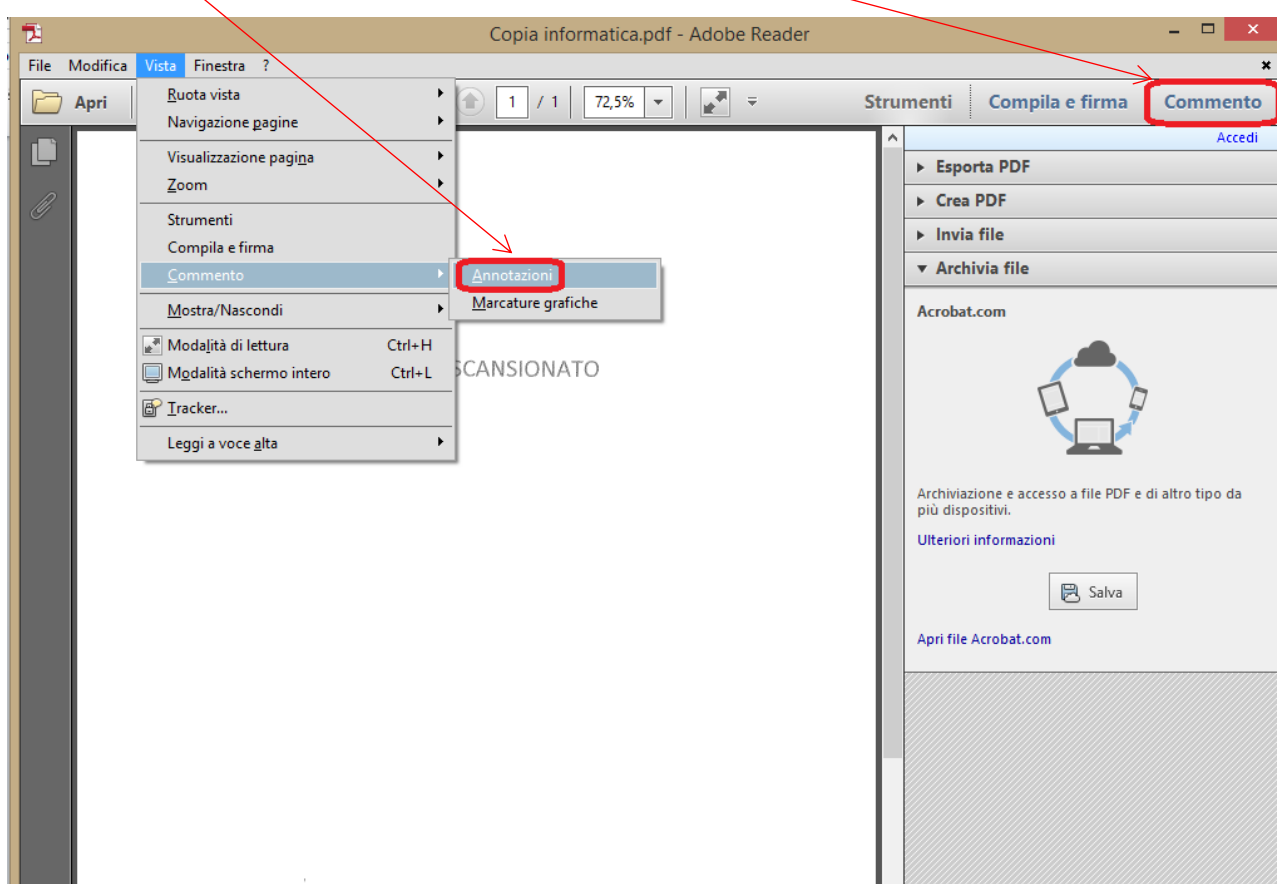 Copia informatica.pdf - Adobe Reader
File Modifica Vista Finestra ?
Apri
1 / 1 72,5%
Strumenti Compila e firma Commento
Ruota vista
Navigazione pagine
Visualizzazione pagina
Zoom
Strumenti
Compila e firma
Commento
Mostra/Nascondi
Modalità di lettura Ctrl+H
Modalità schermo intero Ctrl+L
Tracker...
Leggi a voce alta
Annotazioni
Marcature grafiche
SCANSIONATO
Accedi
Esporta PDF
Crea PDF
Invia file
Archivia file
Acrobat.com
Archiviazione e accesso a file PDF e di altro tipo da
più dispositivi.
Ulteriori informazioni
Salva
Apri file Acrobat.com